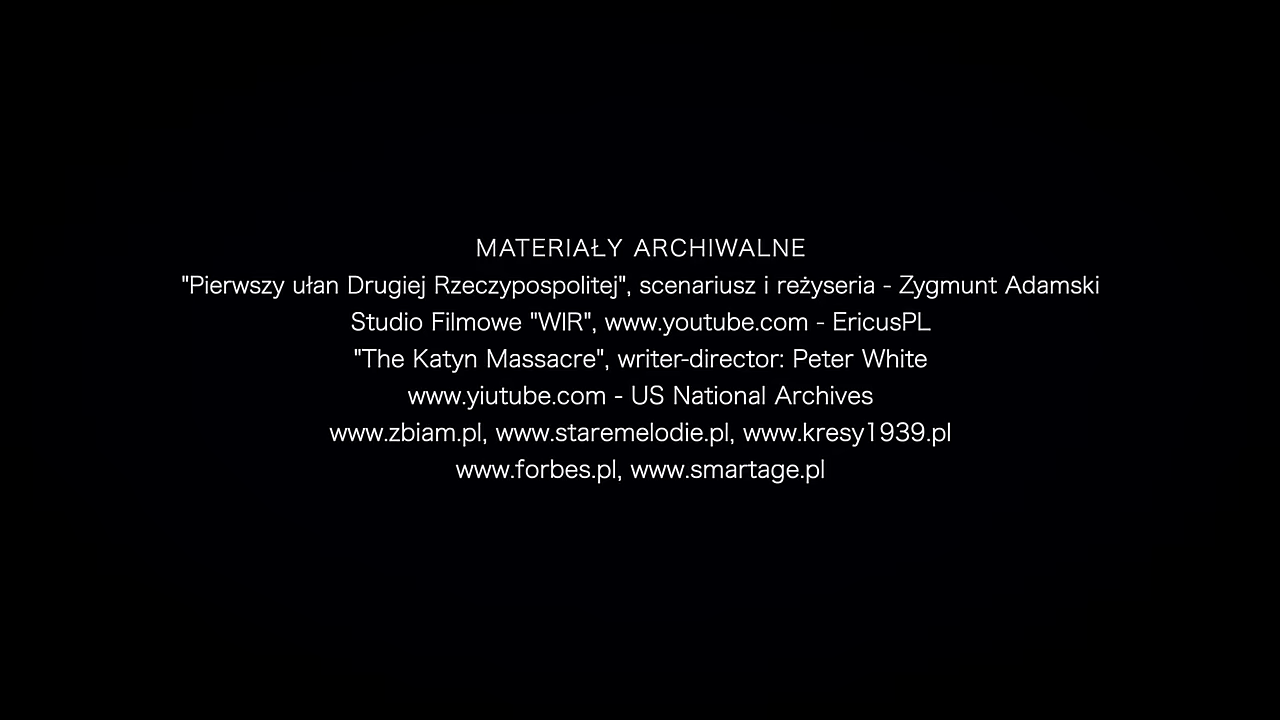 MATERIAŁY ARCHIWALNE
"Pierwszy ułan Drugiej Rzeczypospolitej", scenariusz i reżyseria - Zygmunt Adamski
Studio Filmowe "WIR", www.youtube.com - EricusPL
"The Katyn Massacre", writer-director: Peter White
www.yiutube.com - US National Archives
www.zbiam.pl, www.staremelodie.pl, www.kresy1939.pl
www.forbes.pl, www.smartage.pl